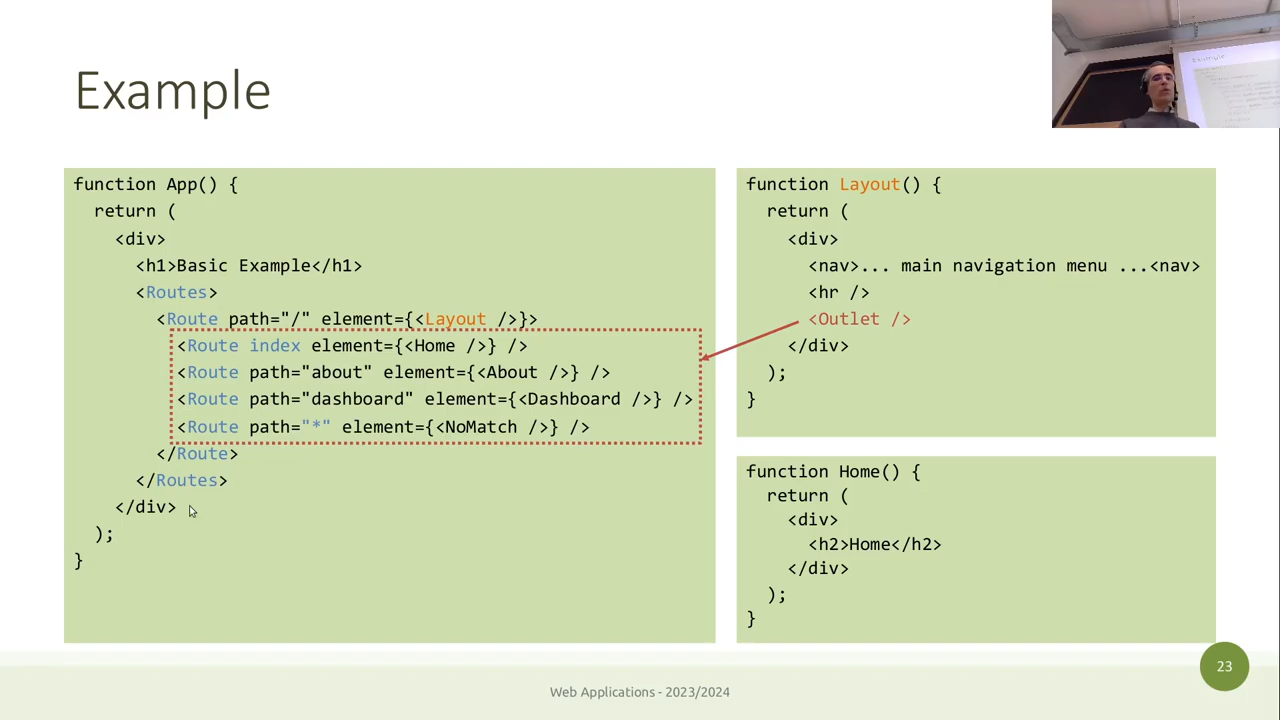 Example
function App() {
return (
<div>
<h1>Basic Example</h1>
<Routes>
<Route path="/" element={<Layout />}>
<Route index element={<Home />} />
<Route path="about" element={<About />} />
<Route path="dashboard" element={<Dashboard />} />
<Route path="*" element={<NoMatch />} />
</Route>
</Routes>
</div>
);
}
function Layout() {
return (
<div>
<nav>... main navigation menu ...<nav>
<hr />
<Outlet />
</div>
);
}
function Home() {
return (
<div>
<h2>Home</h2>
</div>
);
}
Web Applications - 2023/2024
23